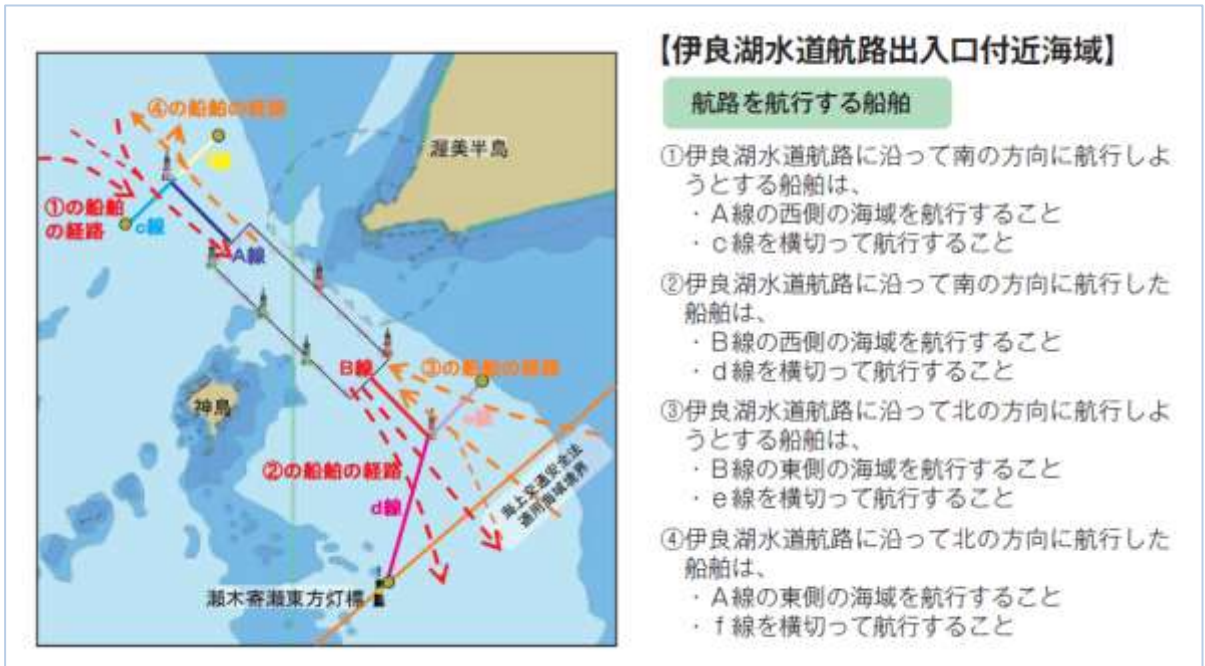 【伊良湖水道航路出入口付近海域】
航路を航行する船舶
①伊良湖水道航路に沿って南の方向に航行しよ
うとする船舶は、
・A線の西側の海域を航行すること
・c線を横切って航行すること
②伊良湖水道航路に沿って南の方向に航行した
船舶は、
・B線の西側の海域を航行すること
・d線を横切って航行すること
③伊良湖水道航路に沿って北の方向に航行しよ
うとする船舶は、
・B線の東側の海域を航行すること
・e線を横切って航行すること
④伊良湖水道航路に沿って北の方向に航行した
船舶は、
・A線の東側の海域を航行すること
・f線を横切って航行すること
④の船舶の経路
渥美半島
①の船舶
の経路
c線
A線
B線
③の船舶の経路
神島
②の船舶の経路
d線
海上交通安全法
適用海域境界
瀬木寄瀬東方灯標